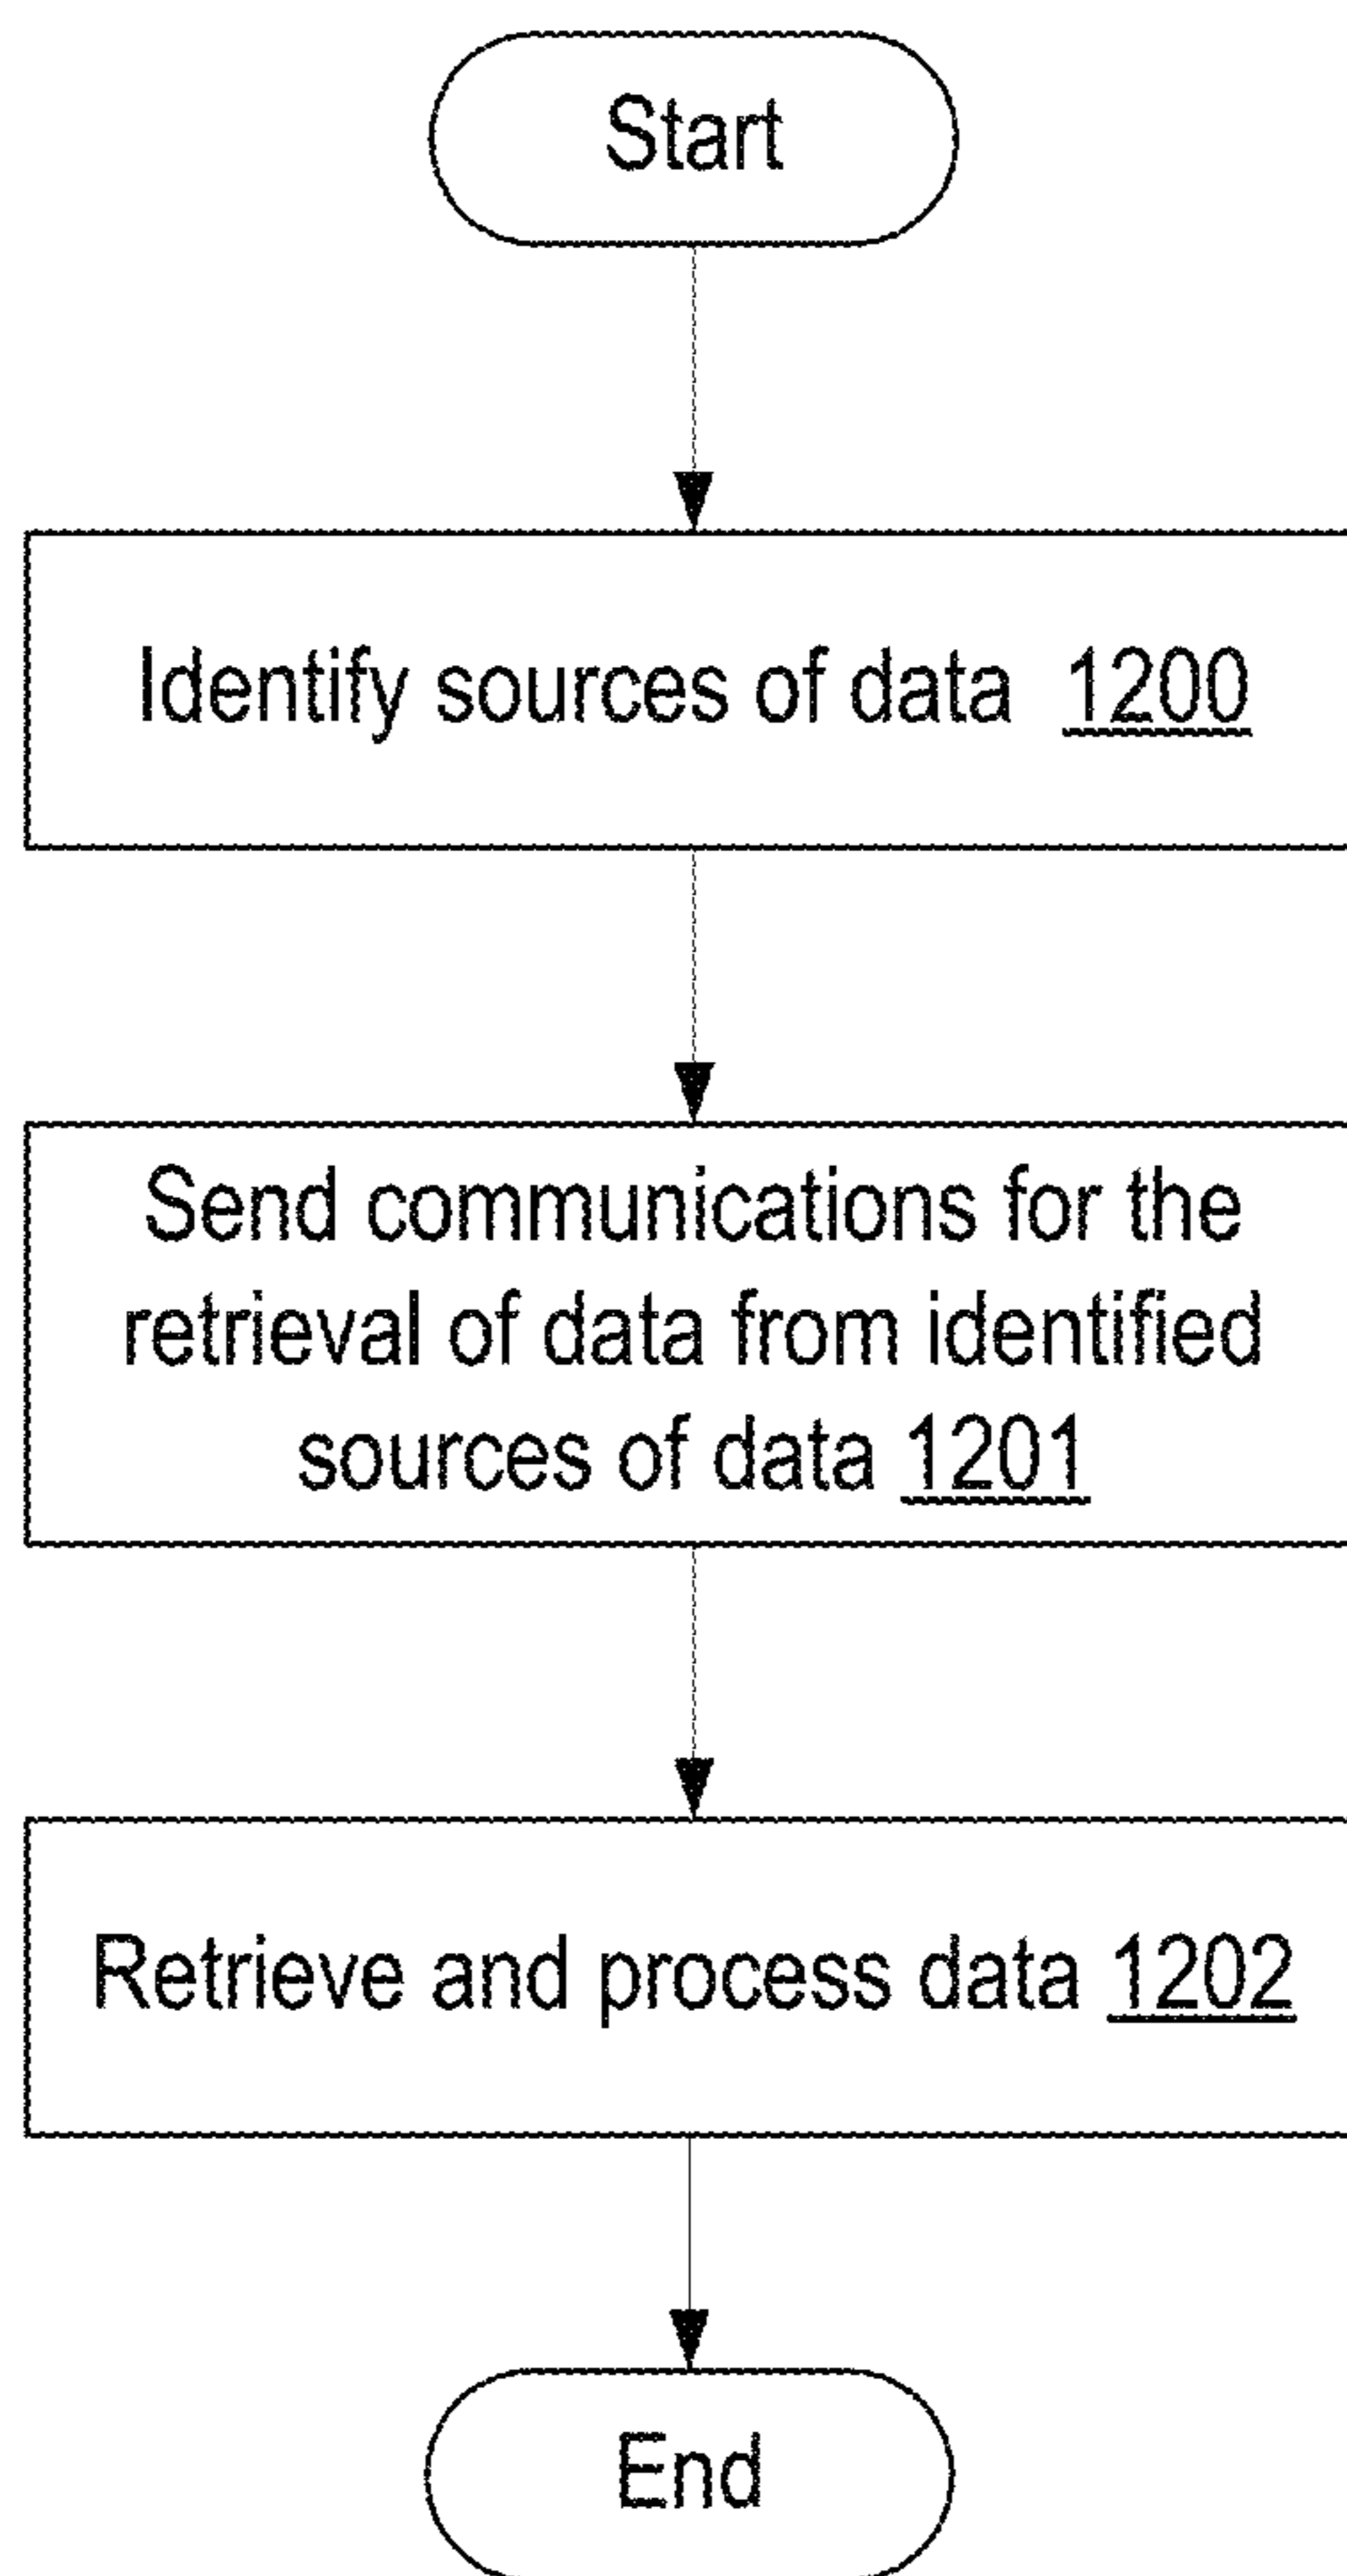 Start
Identify sources of data 1200
Send communications for the
retrieval of data from identified
sources of data 1201
Retrieve and process data 1202
End